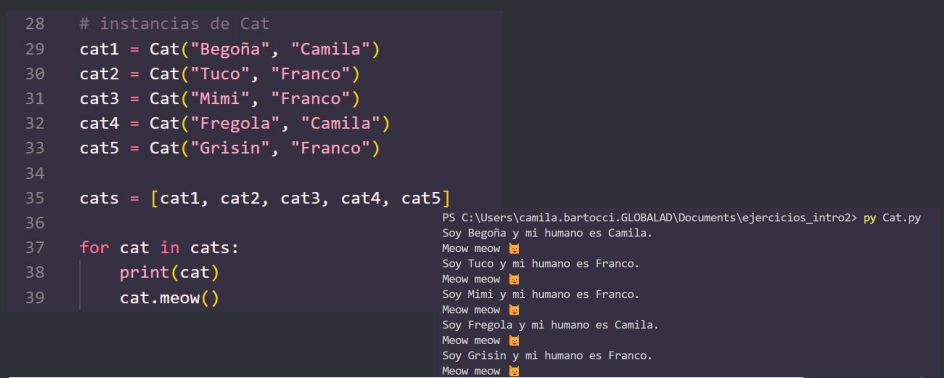 28 # instancias de Cat
29 cat1 = Cat("Begoña", "Camila")
30 cat2 = Cat("Tuco", "Franco")
31 cat3 = Cat("Mimi", "Franco")
32 cat4 = Cat("Fregola", "Camila")
33 cat5 = Cat("Grisin", "Franco")
34
35 cats = [cat1, cat2, cat3, cat4, cat5]
36
37 for cat in cats:
38     print(cat)
39     cat.meow()
PS C:\Users\camila.bartocci.GLOBALAD\Documents\ejercicios_intro2> py Cat.py
Soy Begoña y mi humano es Camila.
Meow meow 🐱
Soy Tuco y mi humano es Franco.
Meow meow 🐱
Soy Mimi y mi humano es Franco.
Meow meow 🐱
Soy Fregola y mi humano es Camila.
Meow meow 🐱
Soy Grisin y mi humano es Franco.
Meow meow 🐱